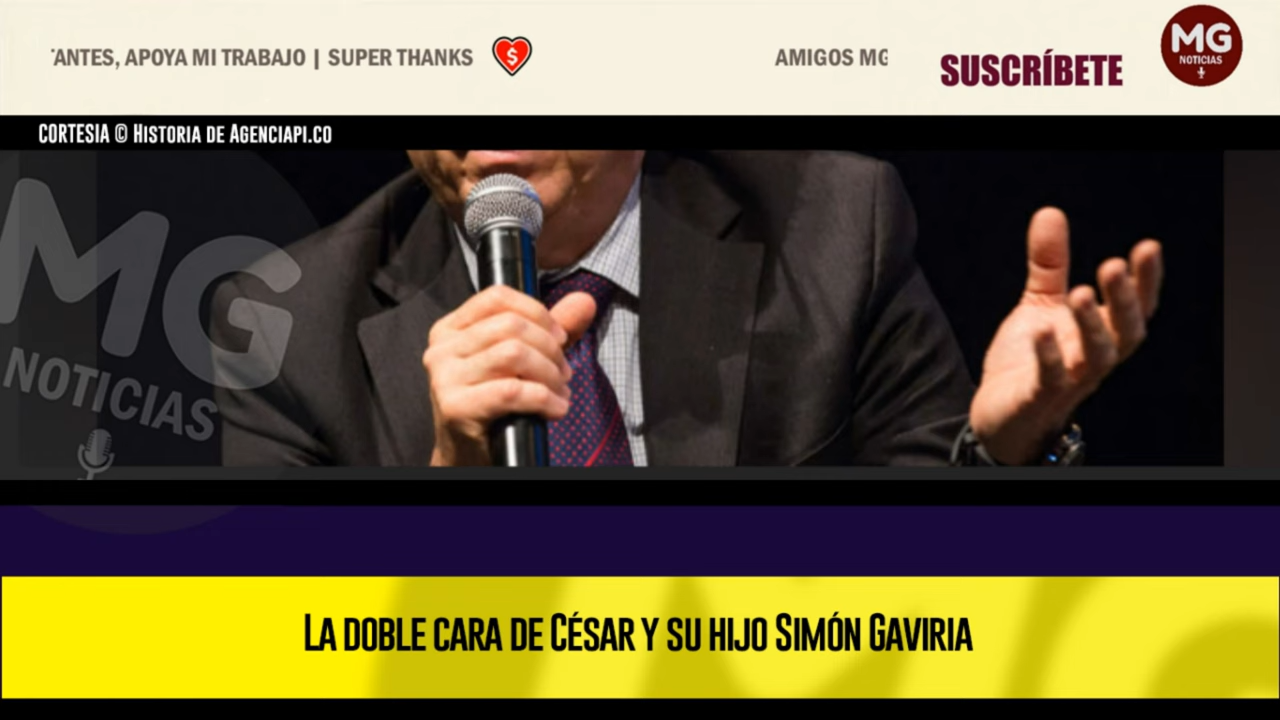 'ANTES, APOYA MI TRABAJO | SUPER THANKS
$
AMIGOS MG
SUSCRÍBETE
MG
NOTICIAS
CORTESIA © HISTORIA DE AGENCIAPI.CO
MG
NOTICIAS
LA DOBLE CARA DE CÉSAR Y SU HIJO SIMÓN GAVIRIA